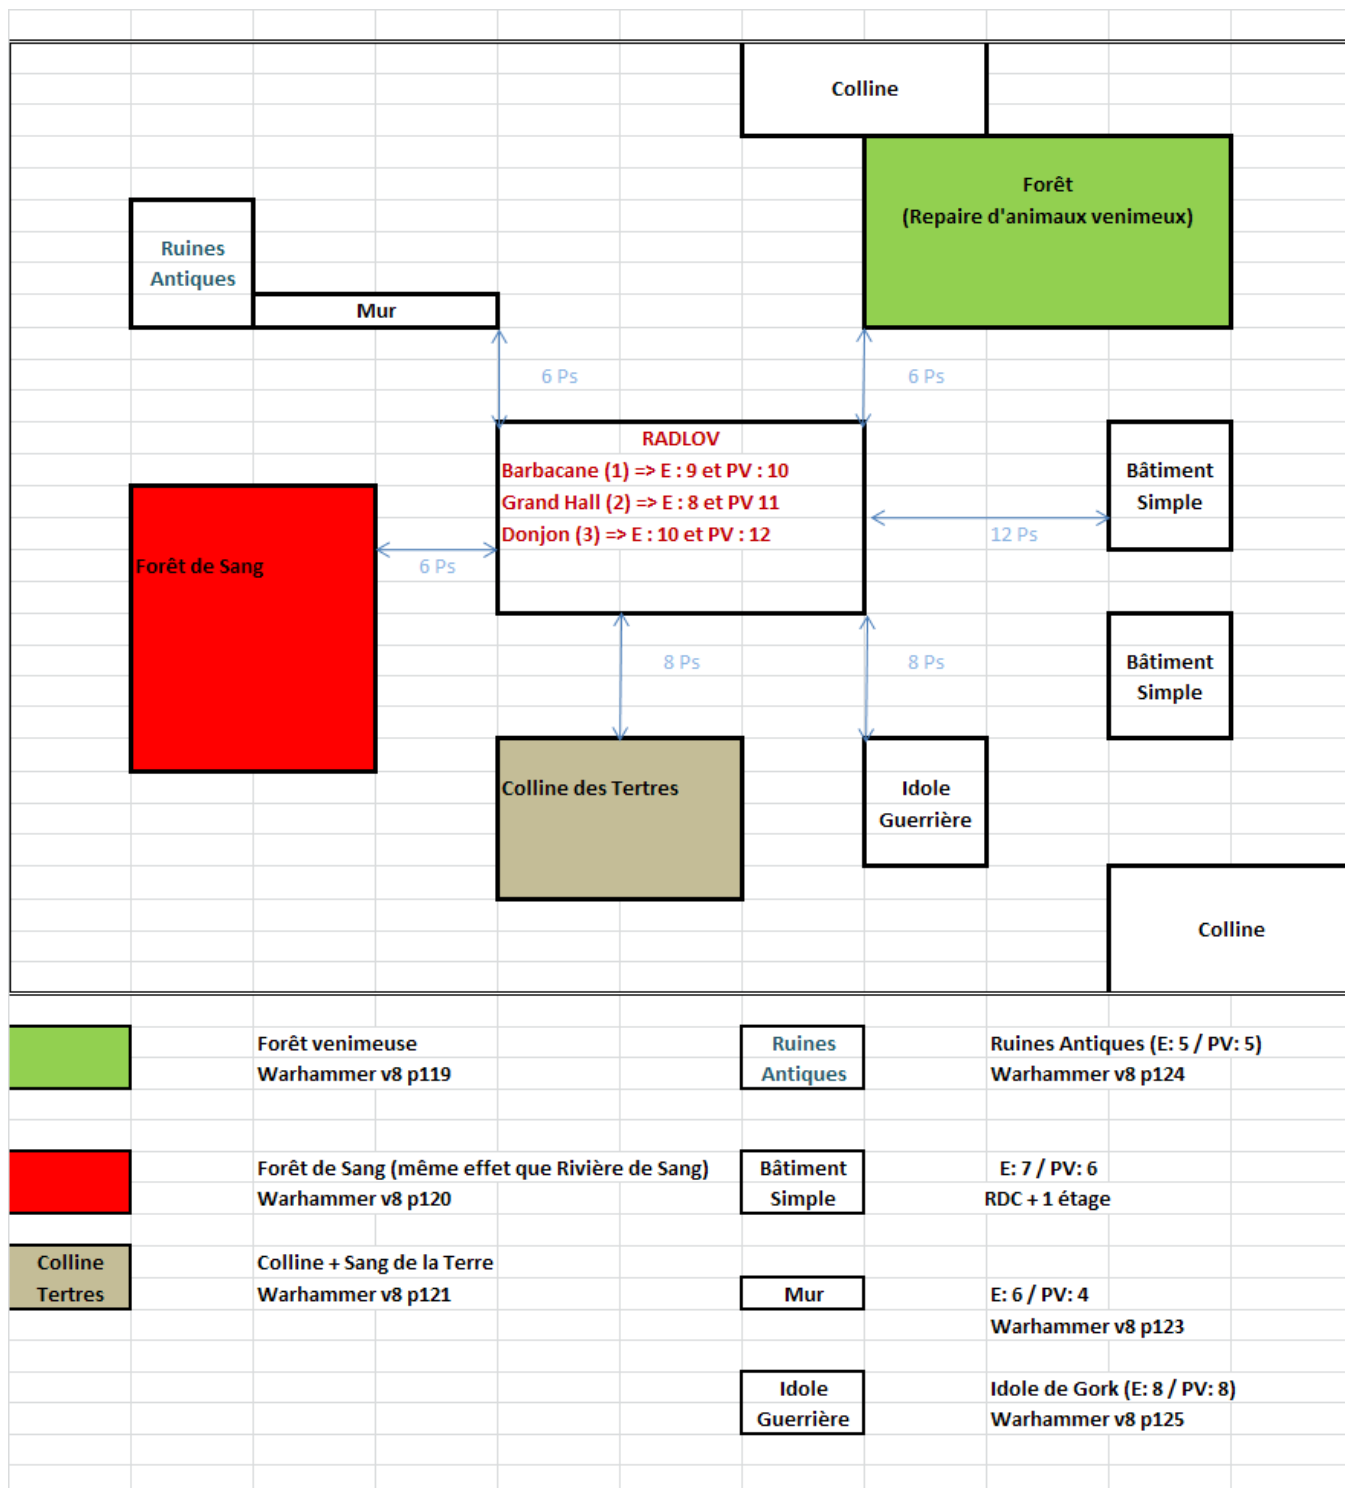 Colline
Forêt
(Repaire d'animaux venimeux)
Ruines
Antiques
Mur
6 Ps
6 Ps
RADLOV
Barbacane (1) => E : 9 et PV : 10
Grand Hall (2) => E : 8 et PV 11
Donjon (3) => E : 10 et PV : 12
Bâtiment
Simple
12 Ps
Forêt de Sang
6 Ps
8 Ps
8 Ps
Bâtiment
Simple
Colline des Tertres
Idole
Guerrière
Colline
Forêt venimeuse
Warhammer v8 p119
Ruines
Antiques
Ruines Antiques (E: 5 / PV: 5)
Warhammer v8 p124
Forêt de Sang (même effet que Rivière de Sang)
Warhammer v8 p120
Bâtiment
Simple
E: 7 / PV: 6
RDC + 1 étage
Colline
Tertres
Colline + Sang de la Terre
Warhammer v8 p121
Mur
E: 6 / PV: 4
Warhammer v8 p123
Idole
Guerrière
Idole de Gork (E: 8 / PV: 8)
Warhammer v8 p125